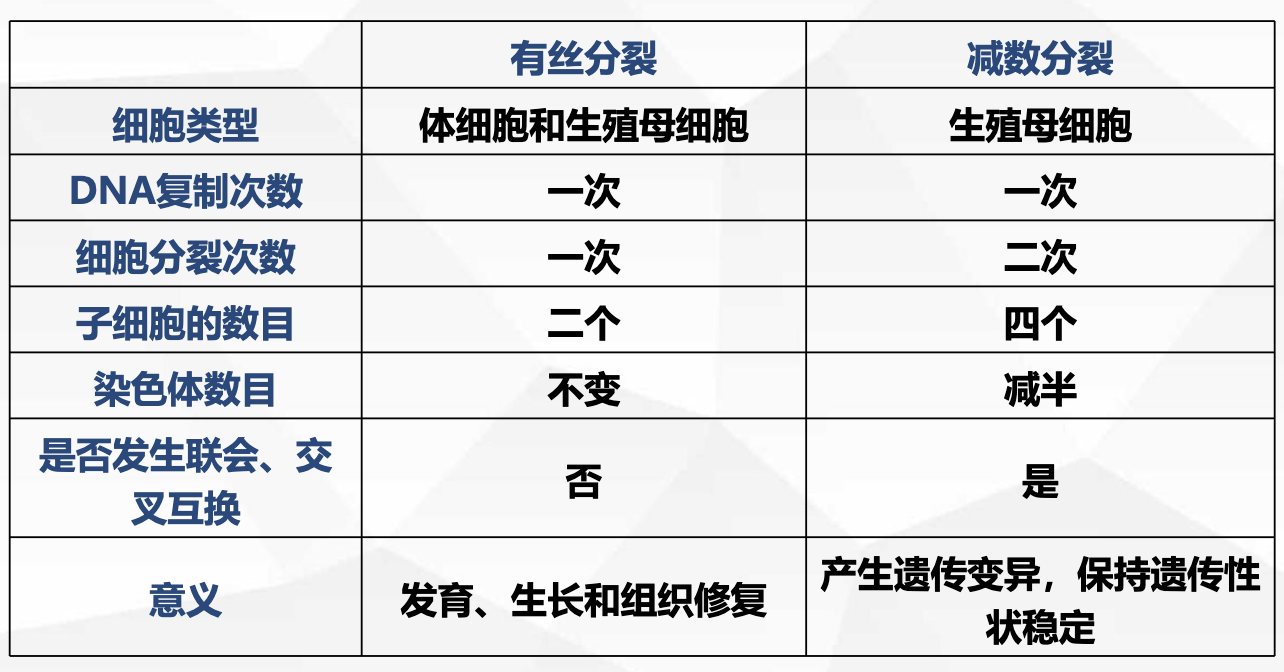 有丝分裂 减数分裂
细胞类型 体细胞和生殖母细胞 生殖母细胞
DNA复制次数 一次 一次
细胞分裂次数 一次 二次
子细胞的数目 二个 四个
染色体数目 不变 减半
是否发生联会、交
叉互换 否 是
意义 发育、生长和组织修复 产生遗传变异，保持遗传性
状稳定